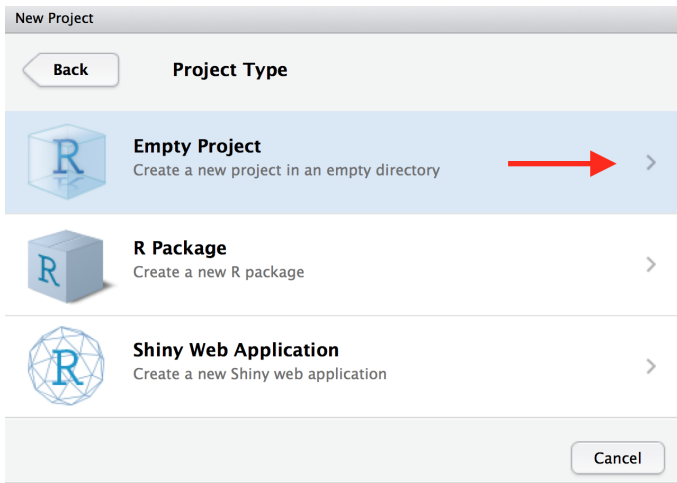 New Project
Back
Project Type
R
Empty Project
Create a new project in an empty directory
R
R Package
Create a new R package
R
Shiny Web Application
Create a new Shiny web application
Cancel